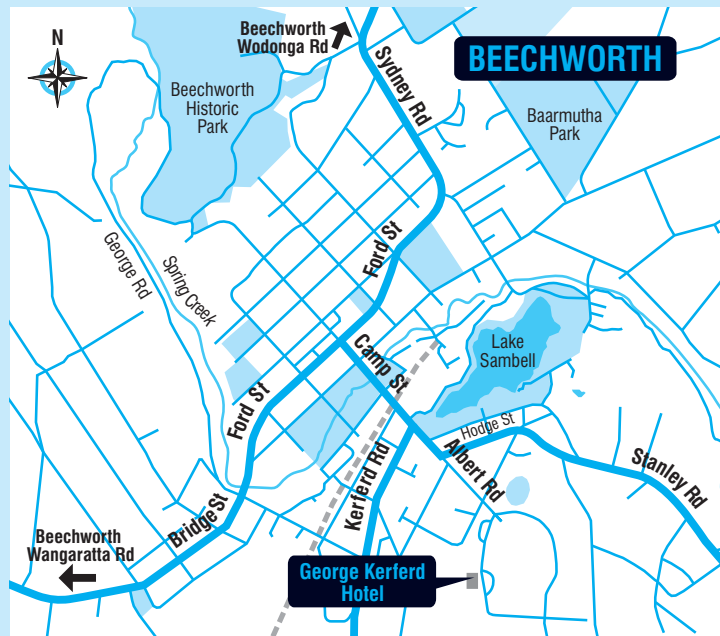 N
Beechworth
Wodonga Rd
BEECHWORTH
Beechworth
Historic
Park
Sydney Rd
Baarmutha
Park
George Rd
Spring Creek
Ford St
Camp St
Lake
Sambell
Ford St
Hodge St
Kerferd Rd
Albert Rd
Stanley Rd
Bridge St
Beechworth
Wangaratta Rd
George Kerferd
Hotel